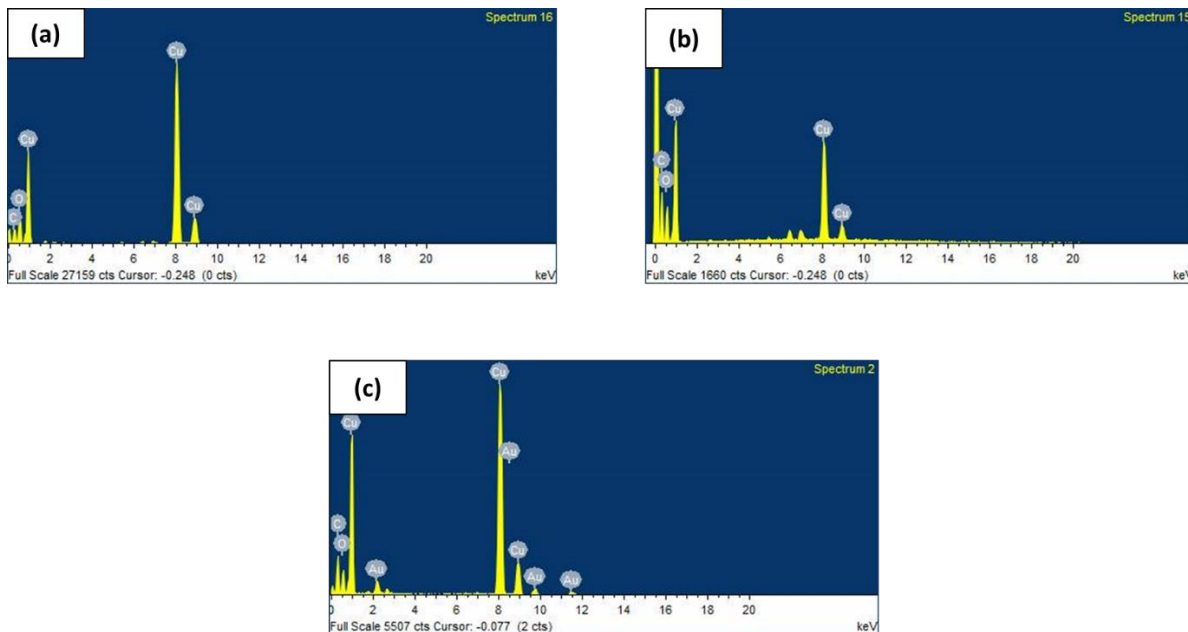 (a)
Spectrum 16
Cu
Cu
O
Cu
C
0 2 4 6 8 10 12 14 16 18 20
Full Scale 27159 cts Cursor: -0.248 (0 cts)
keV
(b)
Spectrum 15
Cu
Cu
C
O
Cu
0 2 4 6 8 10 12 14 16 18 20
Full Scale 1660 cts Cursor: -0.248 (0 cts)
keV
(c)
Spectrum 2
Cu
Cu
Au
C
O
Cu
Au
Au
Au
2 4 6 8 10 12 14 16 18 20
Full Scale 5507 cts Cursor: -0.077 (2 cts)
keV